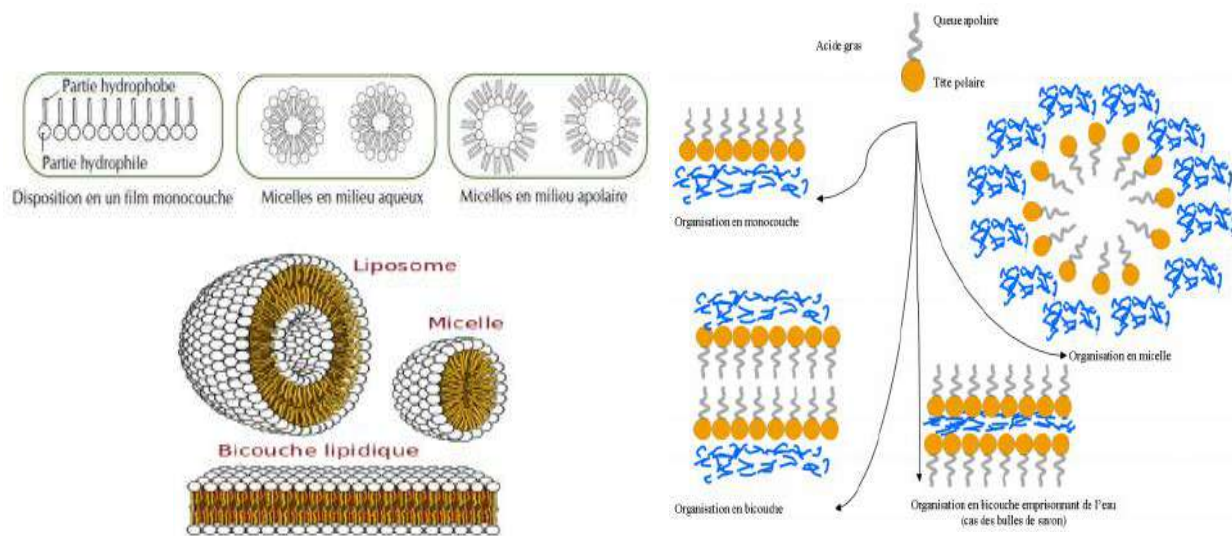 Partie hydrophobe
Partie hydrophile
Disposition en un film monocouche
Micelles en milieu aqueux
Micelles en milieu apolaire
Liposome
Micelle
Bicouche lipidique
Queue apolaire
Acide gras
Tête polaire
Organisation en monocouche
Organisation en micelle
Organisation en bicouche
Organisation en bicouche emprisonnant de l'eau
(cas des bulles de savon)